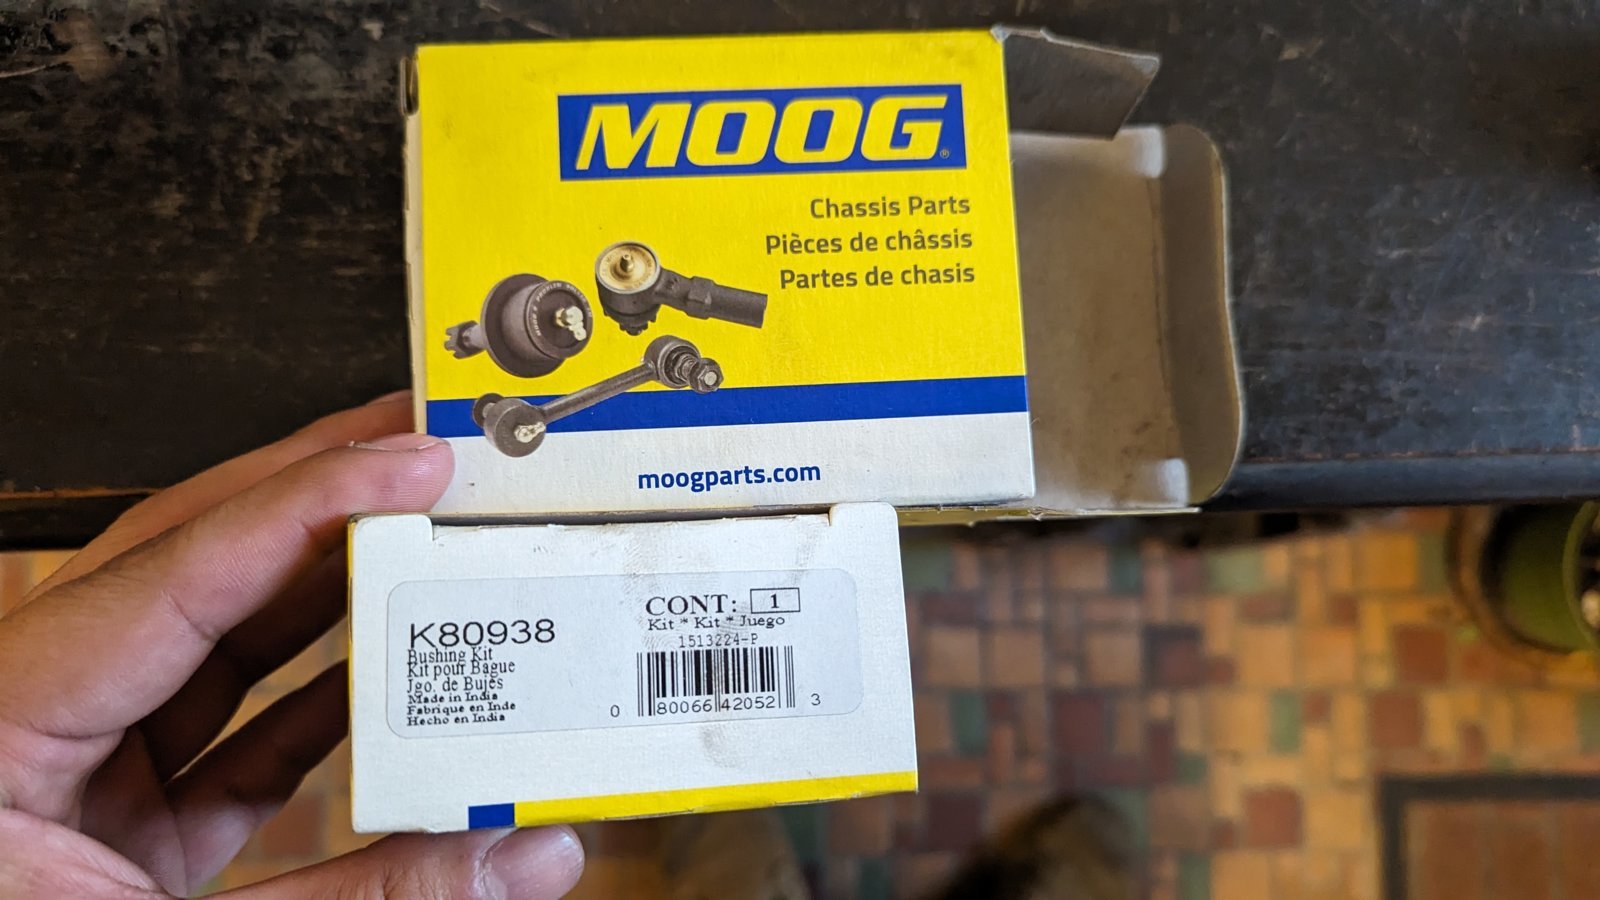 MOOG®
Chassis Parts
Pièces de châssis
Partes de chasis
moogparts.com
K80938
Bushing Kit
Kit pour Bague
Jgo. de Bujes
Made in India
Fabrique en Inde
Hecho en India
CONT: 1
Kit * Kit * Juego
1513224-P
0 80066 42052 3